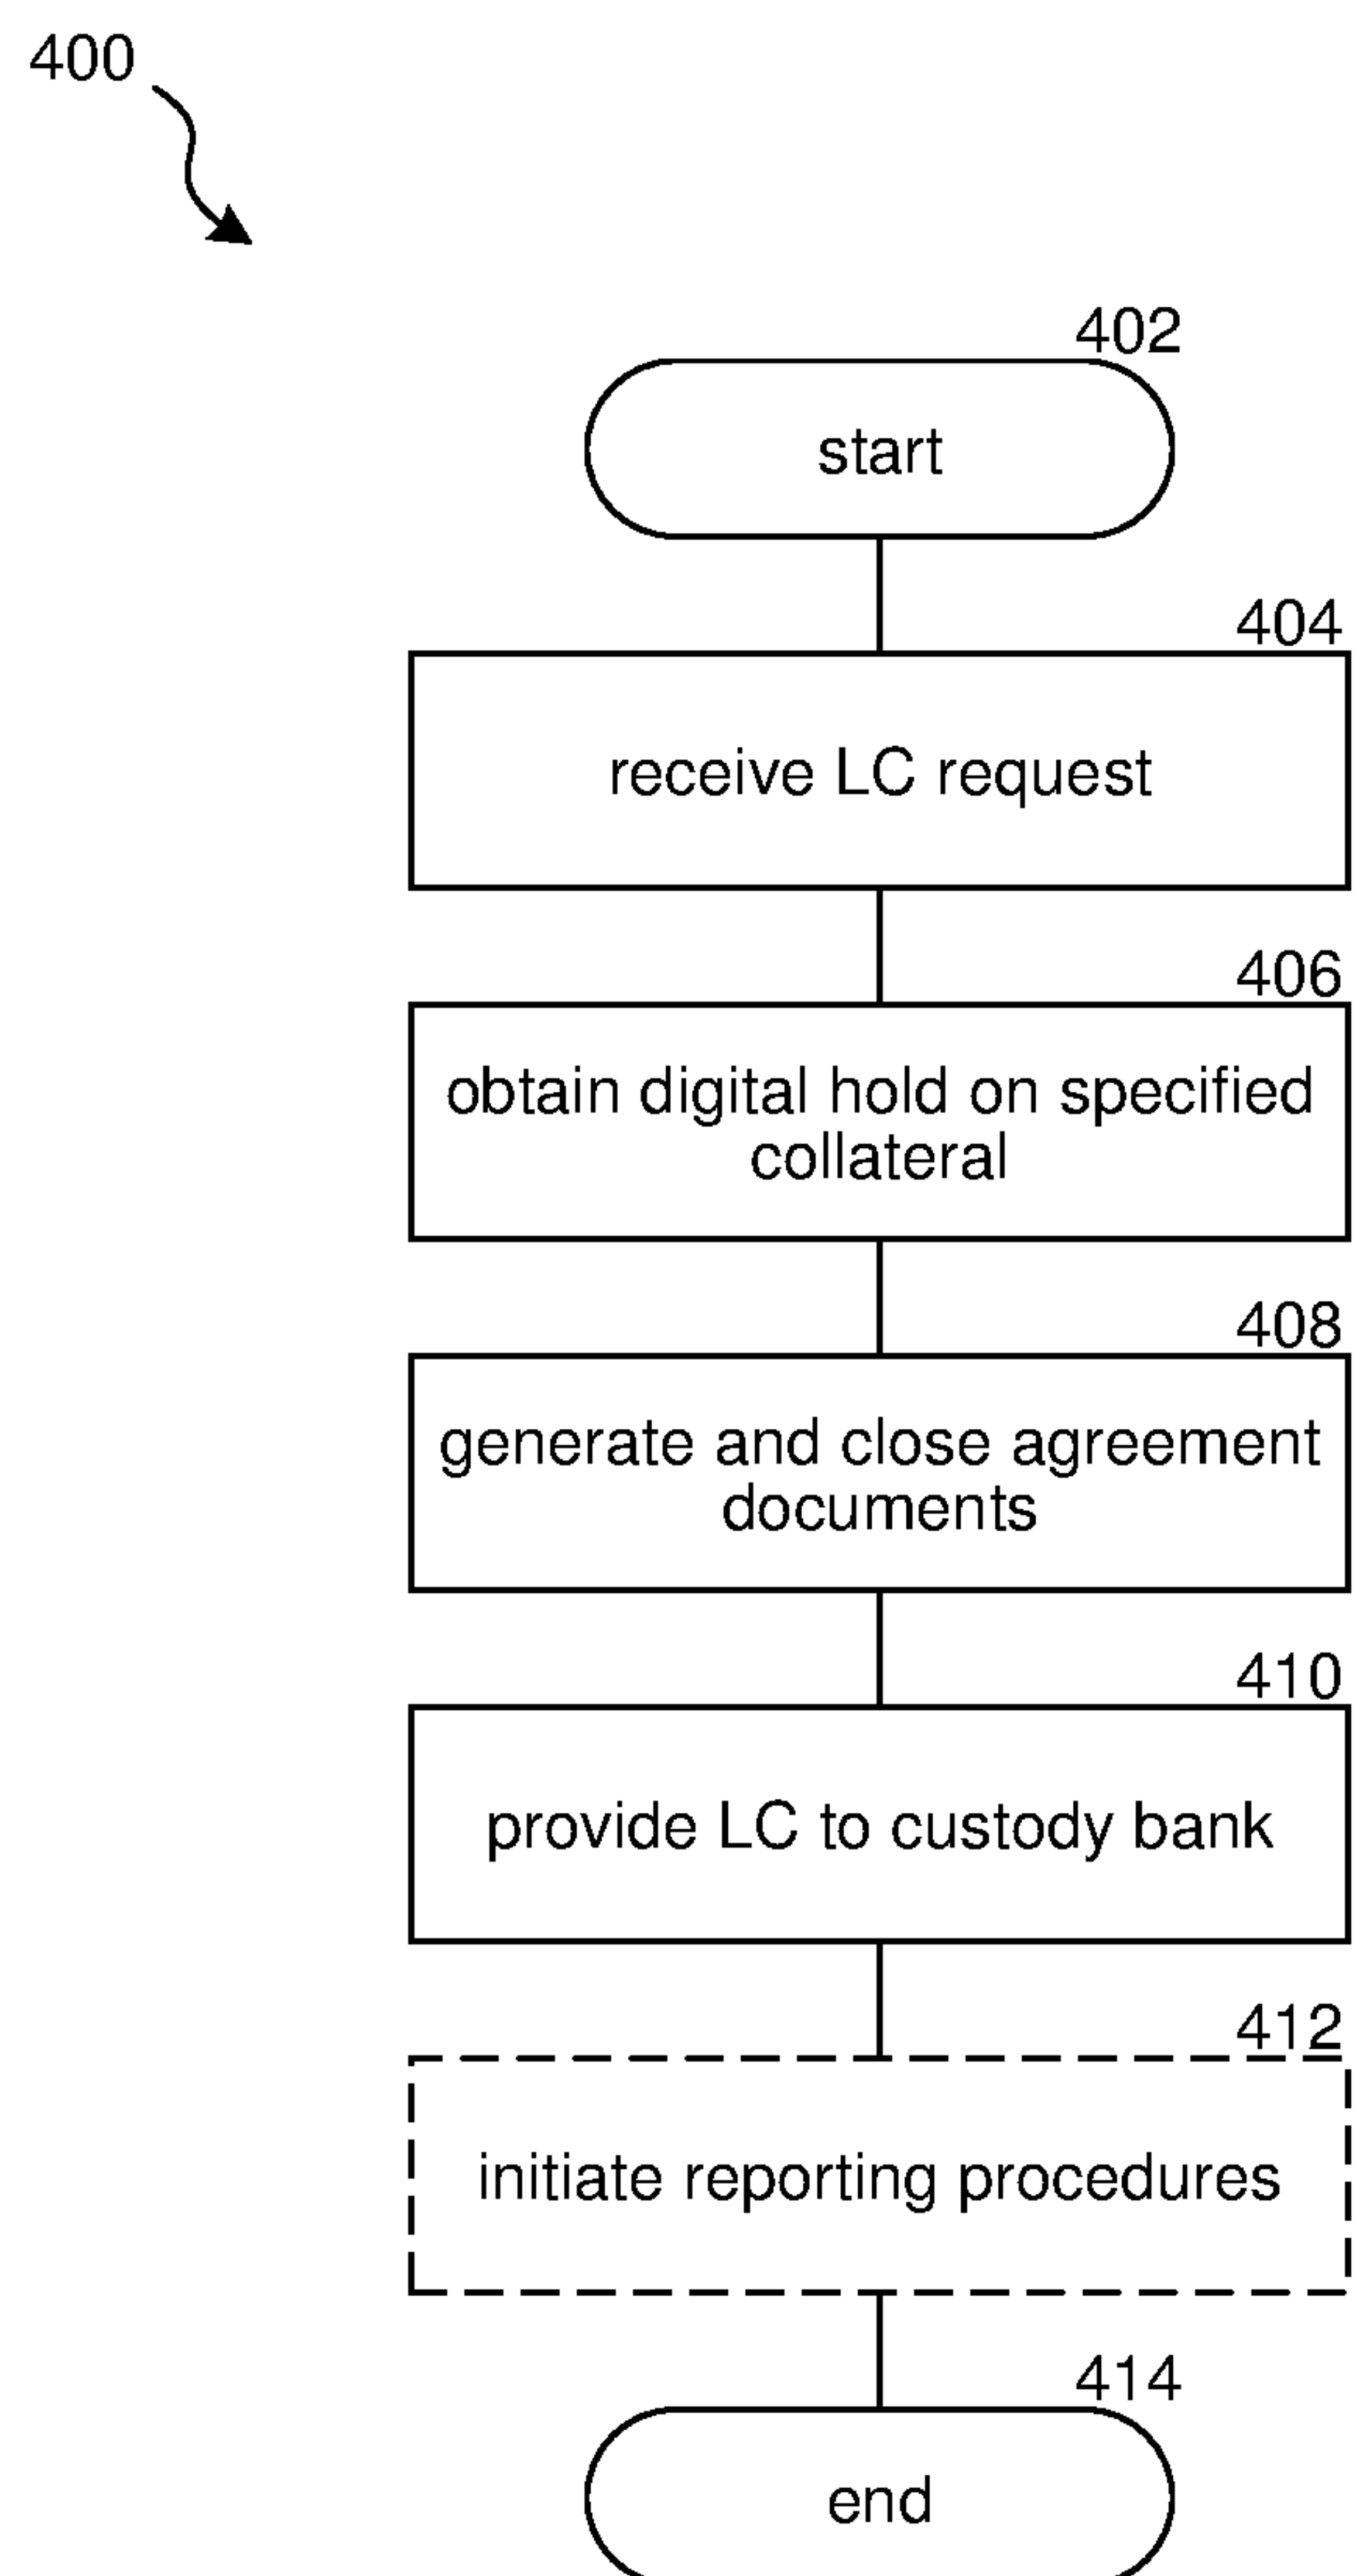 400
402
start
404
receive LC request
406
obtain digital hold on specified
collateral
408
generate and close agreement
documents
410
provide LC to custody bank
412
initiate reporting procedures
414
end